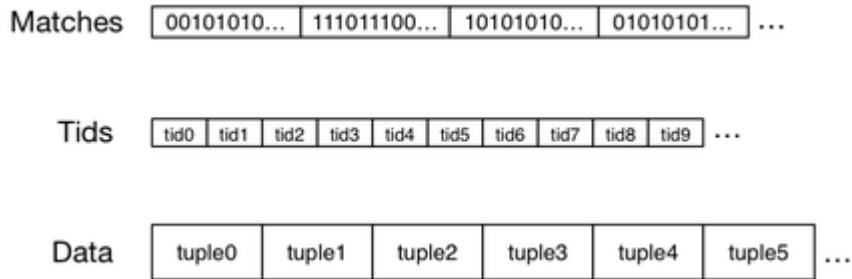 Matches 00101010... 111011100... 10101010... 01010101... ...
Tids tid0 tid1 tid2 tid3 tid4 tid5 tid6 tid7 tid8 tid9 ...
Data tuple0 tuple1 tuple2 tuple3 tuple4 tuple5 ...